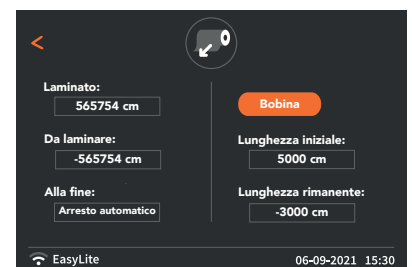 <
Laminato:
565754 cm
Da laminare:
-565754 cm
Alla fine:
Arresto automatico
Bobina
Lunghezza iniziale:
5000 cm
Lunghezza rimanente:
-3000 cm
EasyLite
06-09-2021 15:30